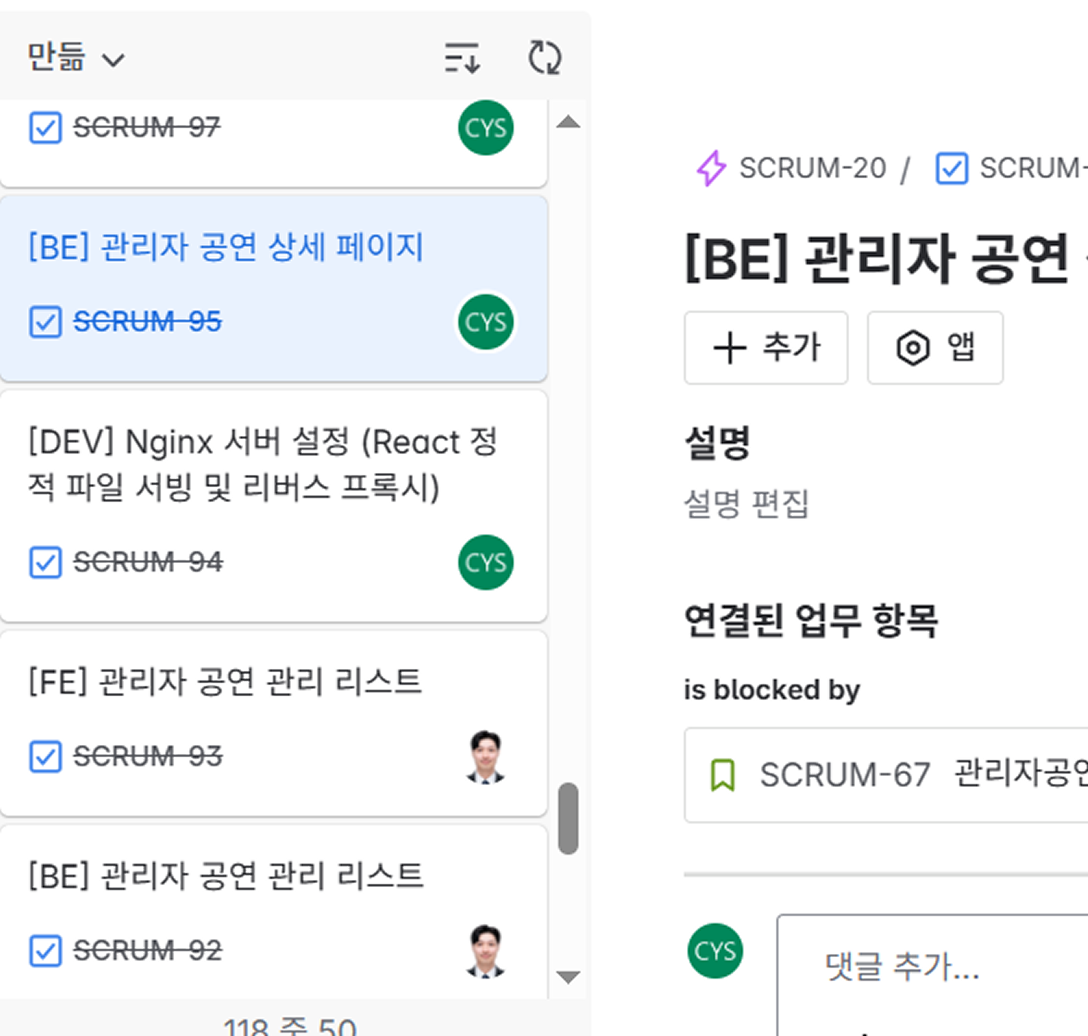 만듦
SCRUM-97
CYS
[BE] 관리자 공연 상세 페이지
SCRUM-95
CYS
[DEV] Nginx 서버 설정 (React 정
적 파일 서빙 및 리버스 프록시)
SCRUM-94
CYS
[FE] 관리자 공연 관리 리스트
SCRUM-93
[BE] 관리자 공연 관리 리스트
SCRUM-92
118 중 50
SCRUM-20 / SCRUM-
[BE] 관리자 공연
추가
앱
설명
설명 편집
연결된 업무 항목
is blocked by
SCRUM-67 관리자공연
CYS
댓글 추가...